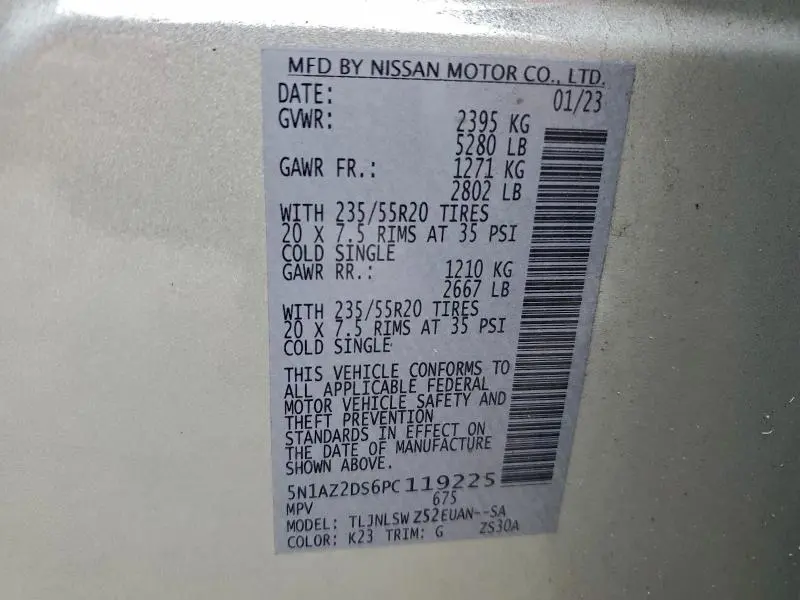 MFD BY NISSAN MOTOR CO., LTD.
DATE: 01/23
GVWR: 2395 KG
5280 LB
GAWR FR.: 1271 KG
2802 LB
WITH 235/55R20 TIRES
20 X 7.5 RIMS AT 35 PSI
COLD SINGLE
GAWR RR.: 1210 KG
2667 LB
WITH 235/55R20 TIRES
20 X 7.5 RIMS AT 35 PSI
COLD SINGLE
THIS VEHICLE CONFORMS TO
ALL APPLICABLE FEDERAL
MOTOR VEHICLE SAFETY AND
THEFT PREVENTION
STANDARDS IN EFFECT ON
THE DATE OF MANUFACTURE
SHOWN ABOVE.
5N1AZ2DS6PC119225
MPV 675
MODEL: TLJNLSW Z52EUAN--SA
COLOR: K23 TRIM: G ZS30A